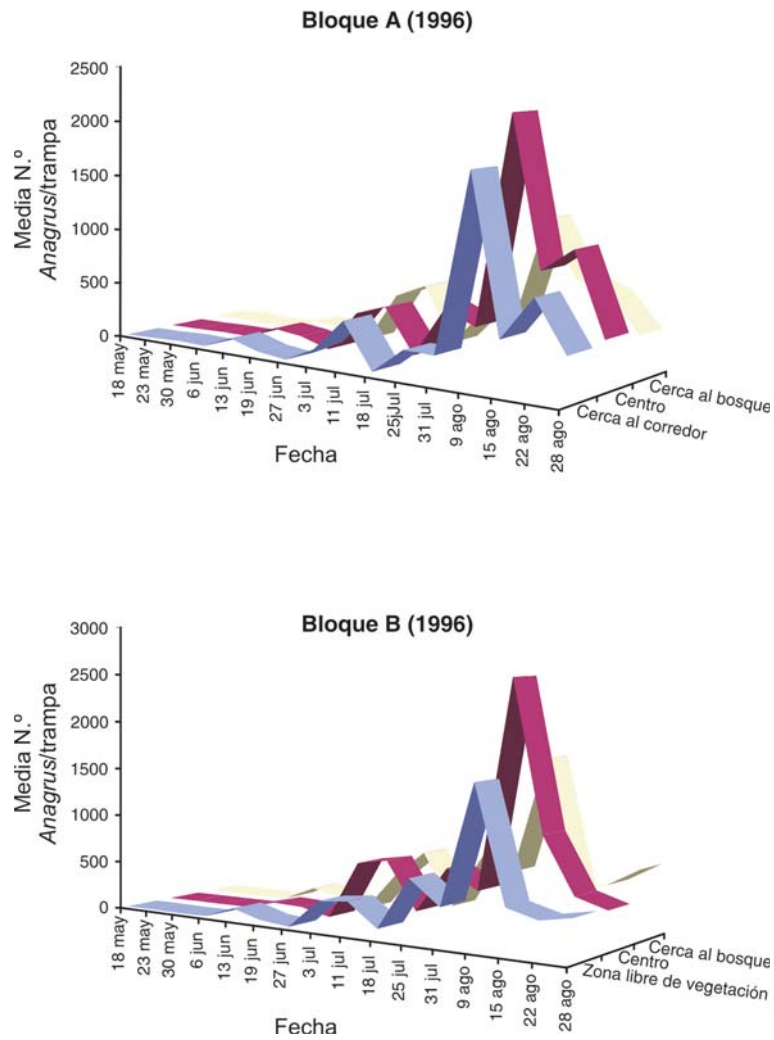 Bloque A (1996)
Media N.º
Anagrus/trampa
2500
2000
1500
1000
500
0
18 may
23 may
30 may
6 jun
13 jun
19 jun
27 jun
3 jul
11 jul
18 jul
25Jul
31 jul
9 ago
15 ago
22 ago
28 ago
Fecha
Cerca al bosque
Centro
Cerca al corredor
Bloque B (1996)
Media N.º
Anagrus/trampa
3000
2500
2000
1500
1000
500
0
18 may
23 may
30 may
6 jun
13 jun
19 jun
27 jun
3 jul
11 jul
18 jul
25 jul
31 jul
9 ago
15 ago
22 ago
28 ago
Fecha
Cerca al bosque
Centro
Zona libre de vegetación